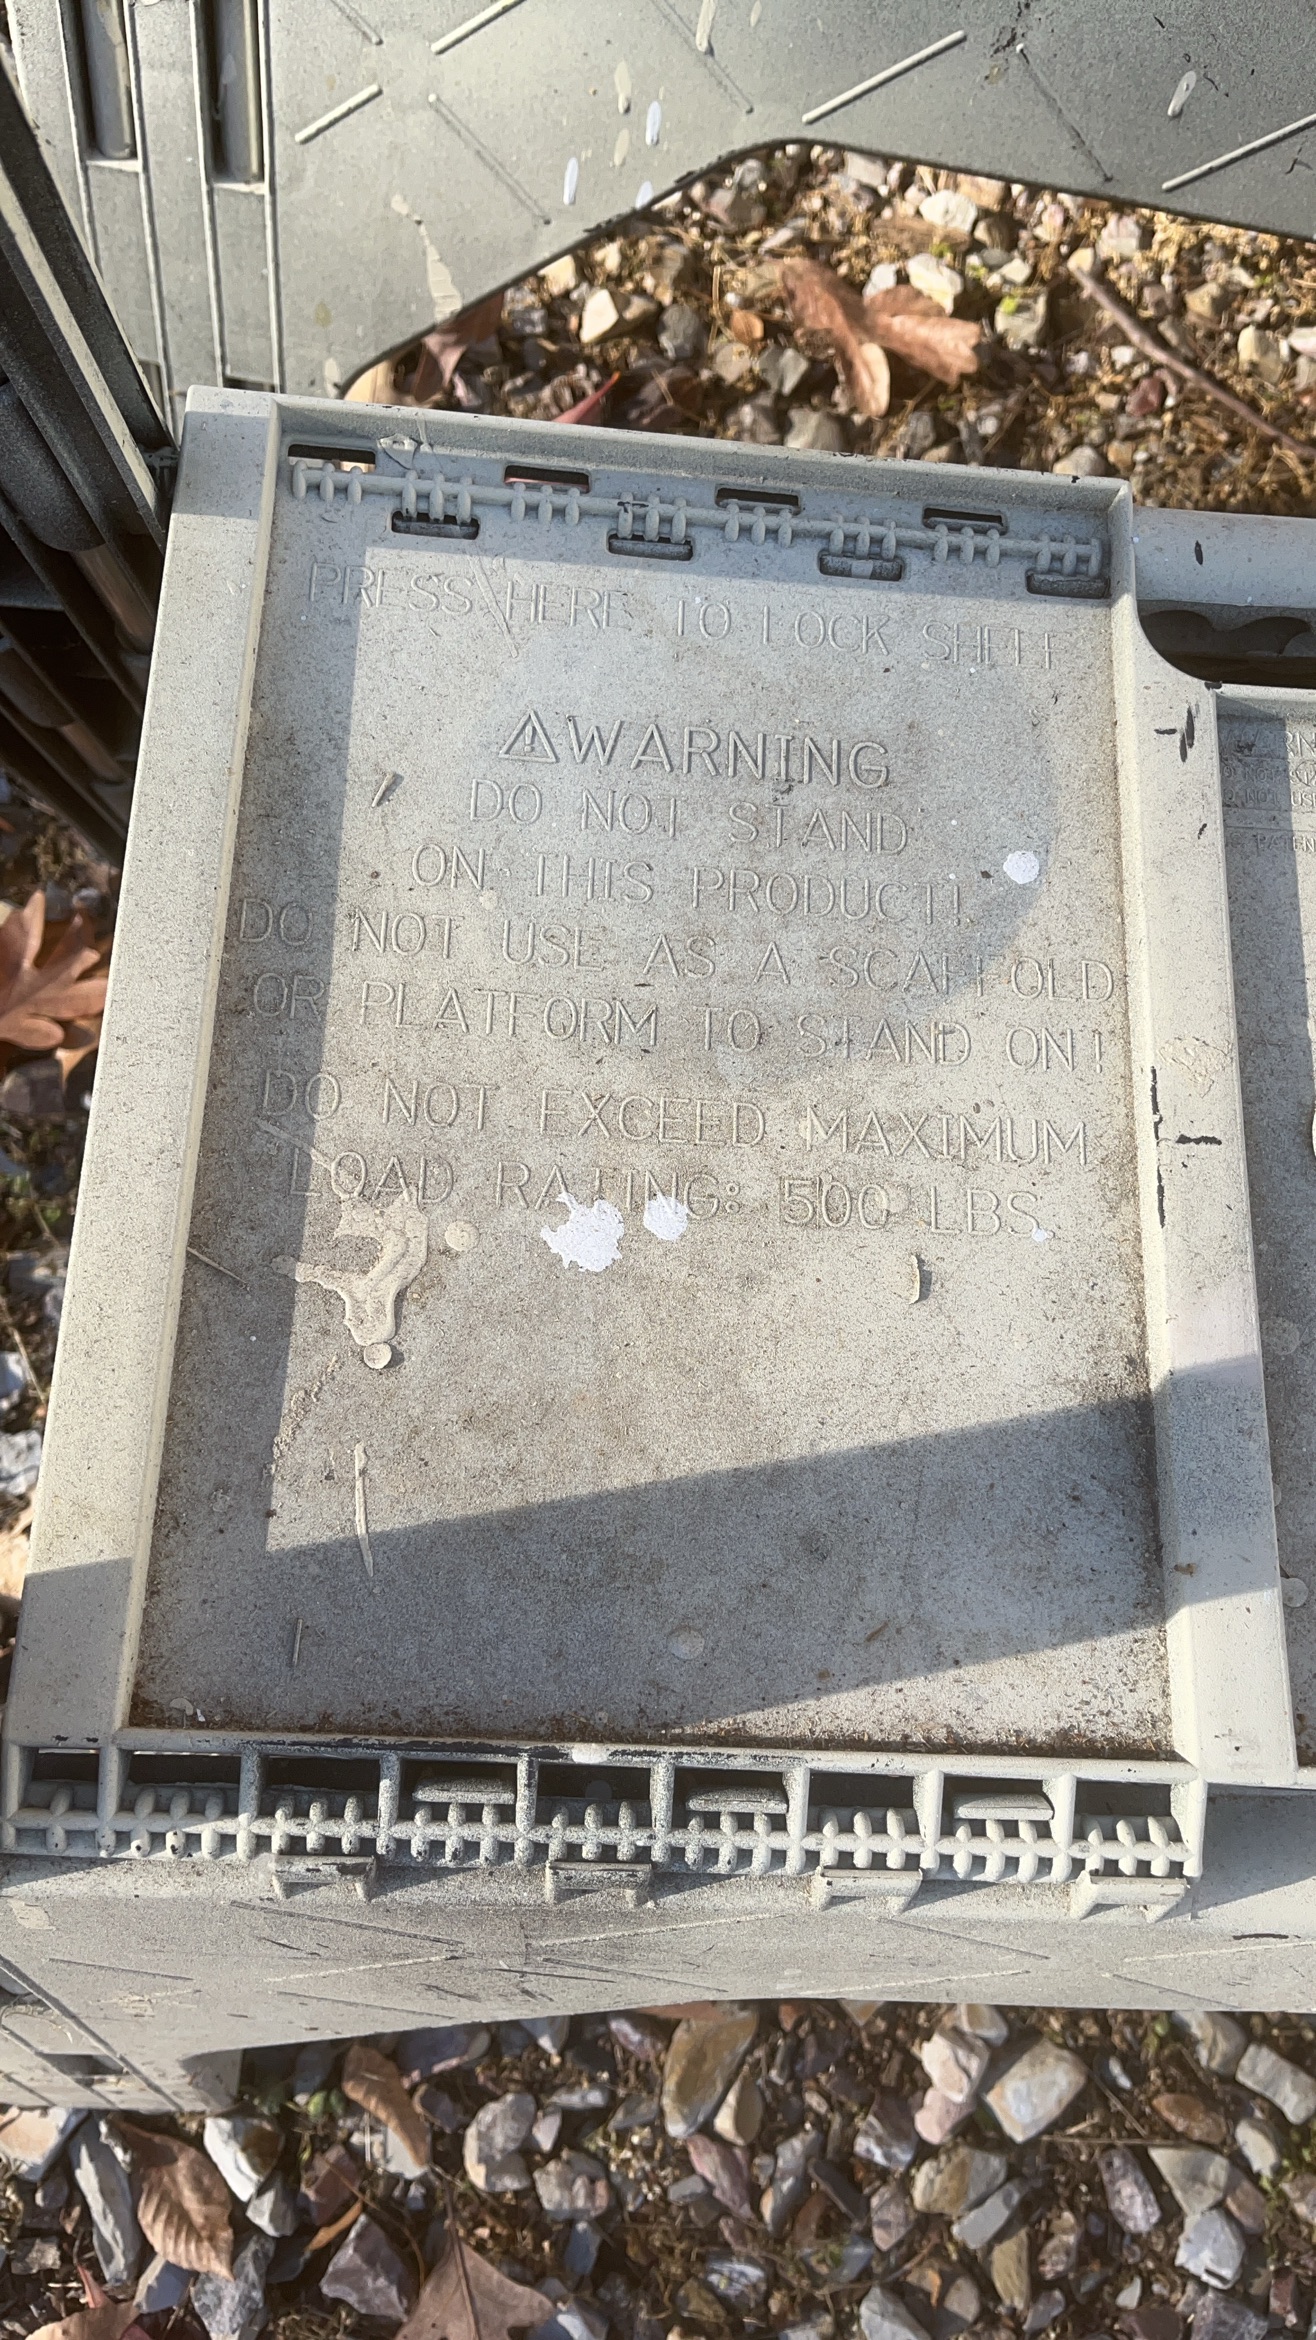 PRESS HERE TO LOCK SHELF
⚠WARNING
DO NOT STAND
ON THIS PRODUCT!
DO NOT USE AS A SCAFFOLD
OR PLATFORM TO STAND ON!
DO NOT EXCEED MAXIMUM
LOAD RATING: 500 LBS.